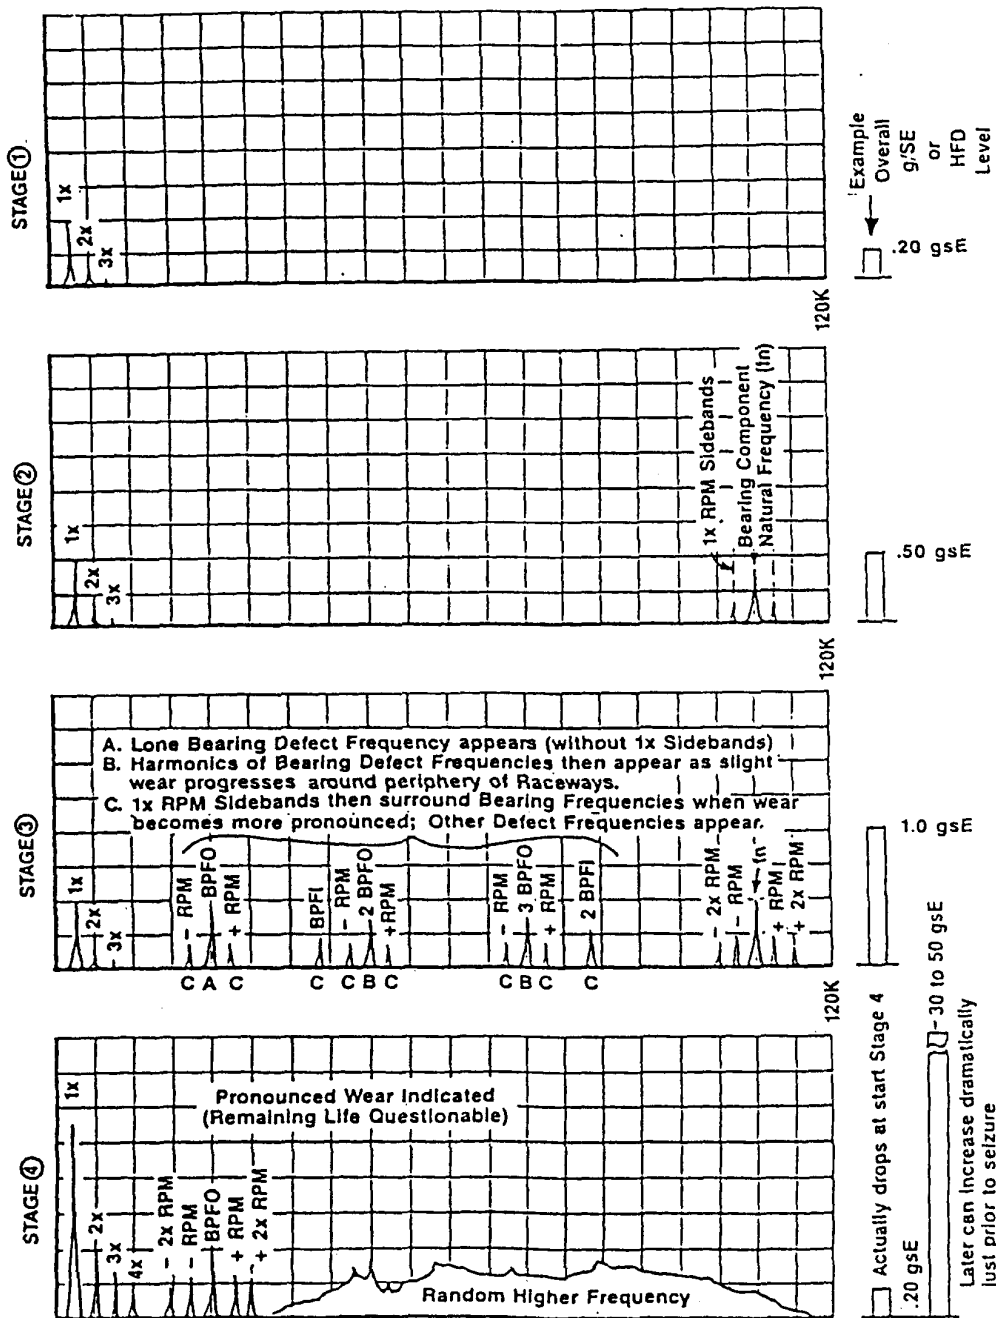 STAGE①
1x
2x
3x
120K
Example
Overall
g/SE
or
HFD
Level
.20 gsE
STAGE②
1x
2x
3x
1x RPM Sidebands
Bearing Component
Natural Frequency (fn)
120K
.50 gsE
STAGE③
A. Lone Bearing Defect Frequency appears (without 1x Sidebands)
B. Harmonics of Bearing Defect Frequencies then appear as slight
wear progresses around periphery of Raceways.
C. 1x RPM Sidebands then surround Bearing Frequencies when wear
becomes more pronounced; Other Defect Frequencies appear.
1x
2x
3x
- RPM
BPFO
+ RPM
BPFI
- RPM
2 BPFO
+RPM
- RPM
3 BPFO
+ RPM
2 BPFI
- 2x RPM
- RPM
fn
+ RPM
+ 2x RPM
C A C C C B C C B C C
120K
1.0 gsE
STAGE④
Pronounced Wear Indicated
(Remaining Life Questionable)
1x
2x
3x
4x
- 2x RPM
- RPM
BPFO
+ RPM
+ 2x RPM
Random Higher Frequency
Actually drops at start Stage 4
.20 gsE
- 30 to 50 gsE
Later can Increase dramatically
just prior to seizure